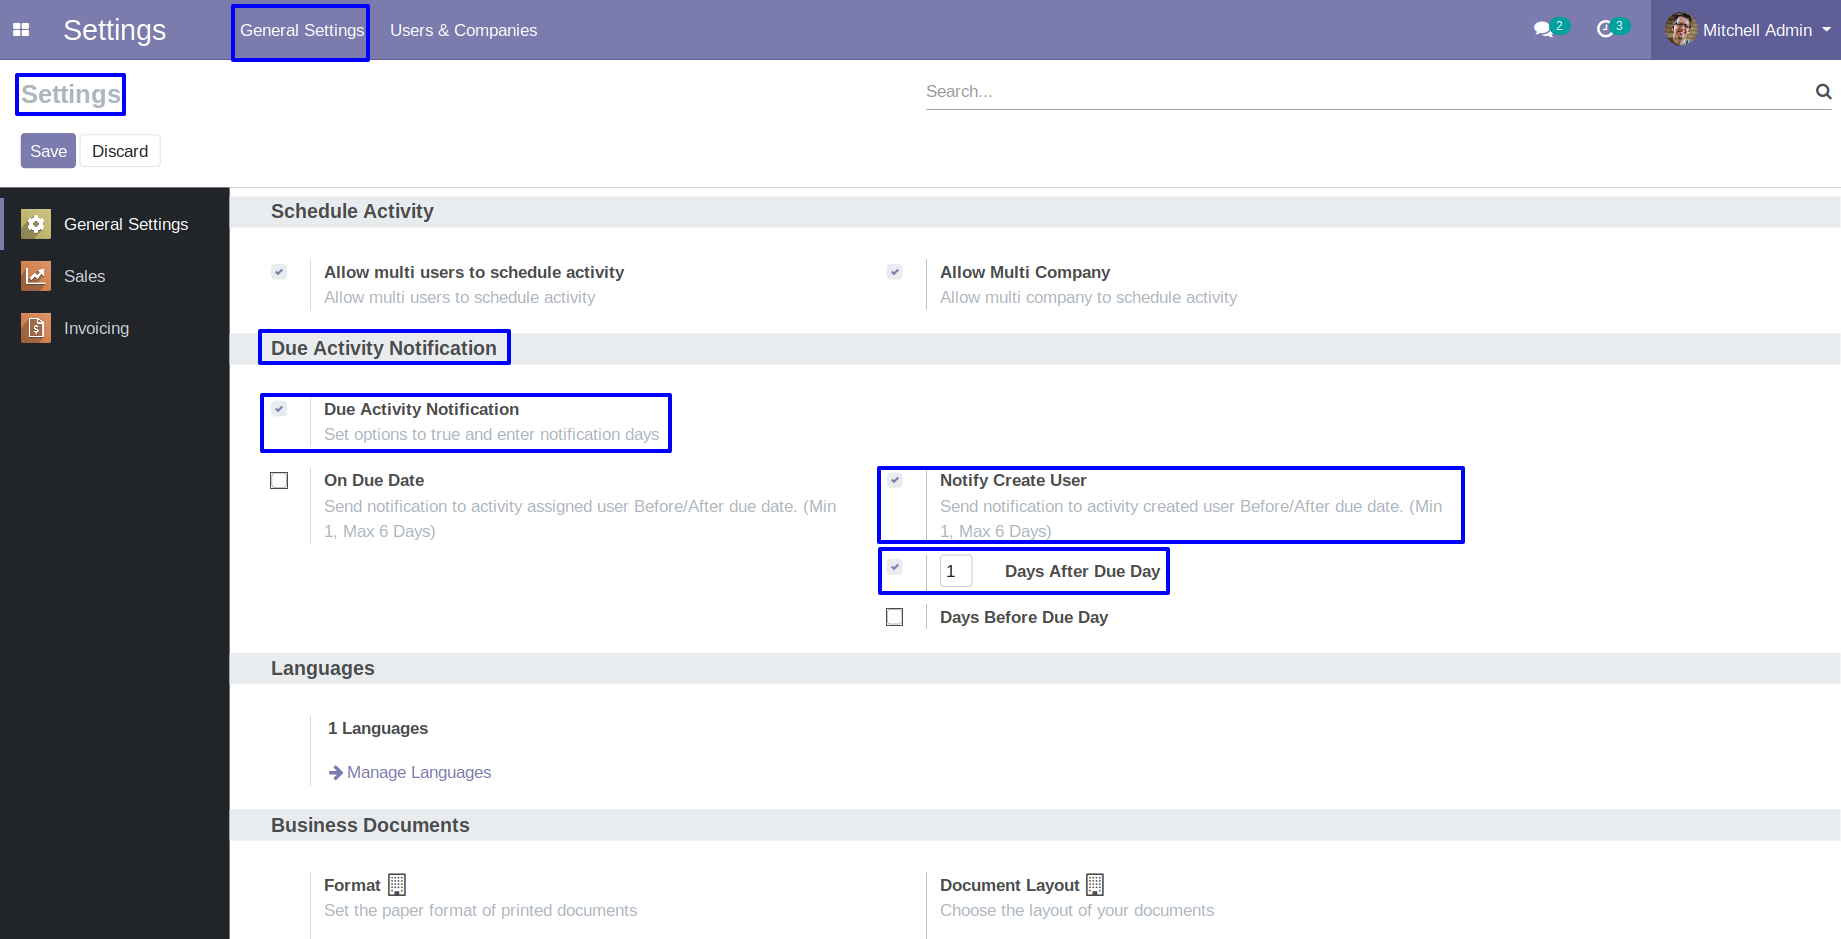 Settings
General Settings
Users & Companies
2
3
Mitchell Admin
Settings
Search...
Save
Discard
General Settings
Sales
Invoicing
Schedule Activity
Allow multi users to schedule activity
Allow multi users to schedule activity
Allow Multi Company
Allow multi company to schedule activity
Due Activity Notification
Due Activity Notification
Set options to true and enter notification days
On Due Date
Send notification to activity assigned user Before/After due date. (Min
1, Max 6 Days)
Notify Create User
Send notification to activity created user Before/After due date. (Min
1, Max 6 Days)
1 Days After Due Day
Days Before Due Day
Languages
1 Languages
Manage Languages
Business Documents
Format
Set the paper format of printed documents
Document Layout
Choose the layout of your documents